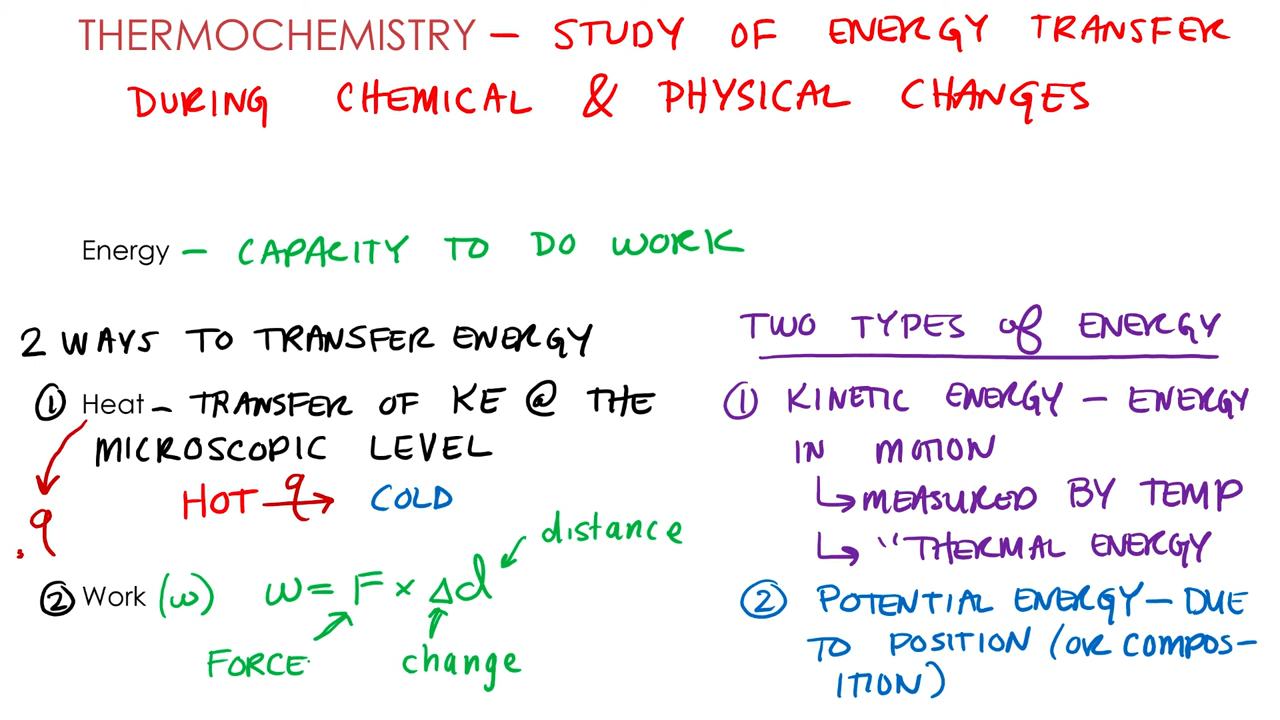 THERMOCHEMISTRY – STUDY OF ENERGY TRANSFER
DURING CHEMICAL & PHYSICAL CHANGES
Energy – CAPACITY TO DO WORK
2 WAYS TO TRANSFER ENERGY
① Heat – TRANSFER OF KE @ THE
MICROSCOPIC LEVEL
HOT q→ COLD
q
② Work (w) w = F × Δd
distance
FORCE
change
TWO TYPES of ENERGY
① KINETIC ENERGY – ENERGY
IN MOTION
↳ MEASURED BY TEMP
↳ "THERMAL ENERGY
② POTENTIAL ENERGY – DUE
TO POSITION (OR COMPOS-
ITION)